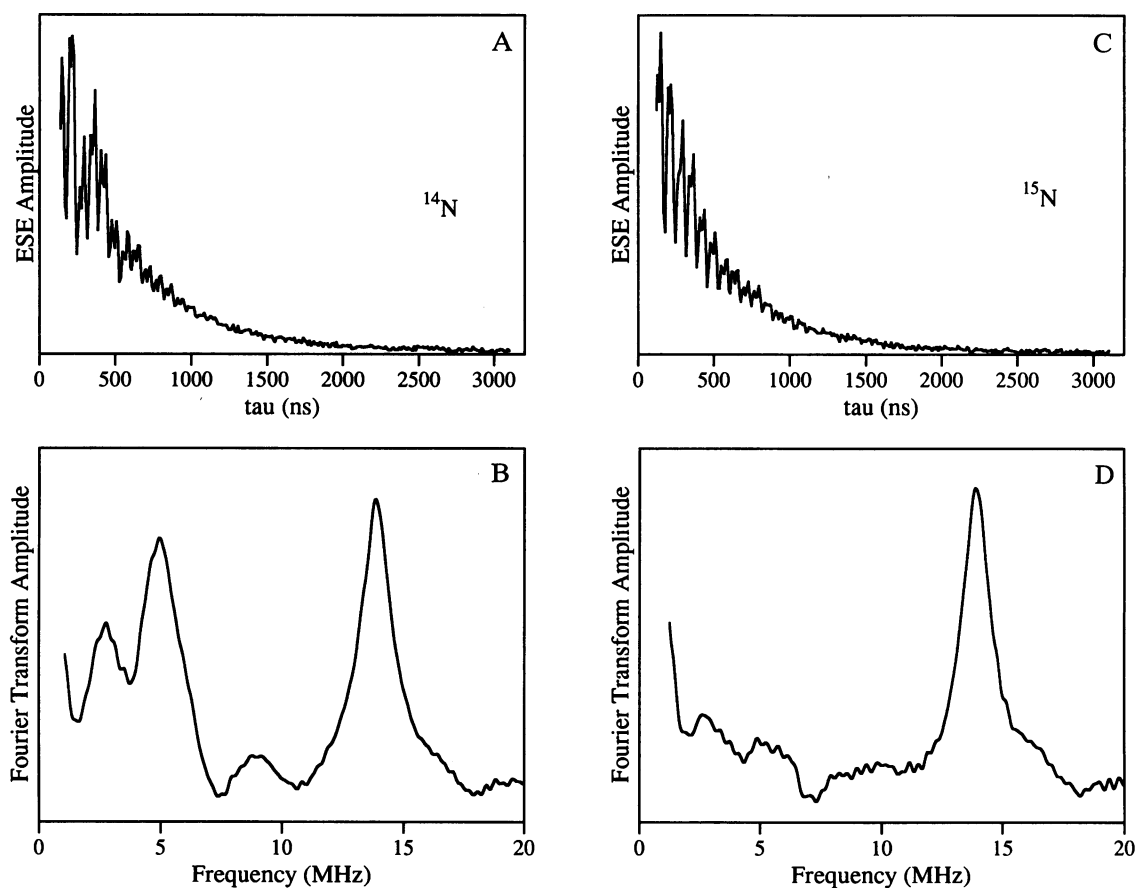 A
ESE Amplitude
14N
0 500 1000 1500 2000 2500 3000
tau (ns)
C
ESE Amplitude
15N
0 500 1000 1500 2000 2500 3000
tau (ns)
B
Fourier Transform Amplitude
0 5 10 15 20
Frequency (MHz)
D
Fourier Transform Amplitude
0 5 10 15 20
Frequency (MHz)